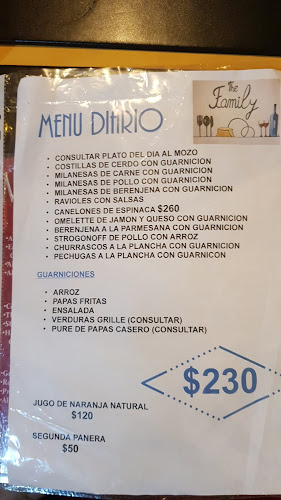 The
Family
MENU DIARIO
• CONSULTAR PLATO DEL DIA AL MOZO
• COSTILLAS DE CERDO CON GUARNICION
• MILANESAS DE CARNE CON GUARNICION
• MILANESAS DE POLLO CON GUARNICION
• MILANESAS DE BERENJENA CON GUARNICION
• RAVIOLES CON SALSAS
• CANELONES DE ESPINACA $260
• OMELETTE DE JAMON Y QUESO CON GUARNICION
• BERENJENA A LA PARMESANA CON GUARNICION
• STROGONOFF DE POLLO CON ARROZ
• CHURRASCOS A LA PLANCHA CON GUARNICION
• PECHUGAS A LA PLANCHA CON GUARNICON
GUARNICIONES
• ARROZ
• PAPAS FRITAS
• ENSALADA
• VERDURAS GRILLE (CONSULTAR)
• PURE DE PAPAS CASERO (CONSULTAR)
$230
JUGO DE NARANJA NATURAL
$120
SEGUNDA PANERA
$50